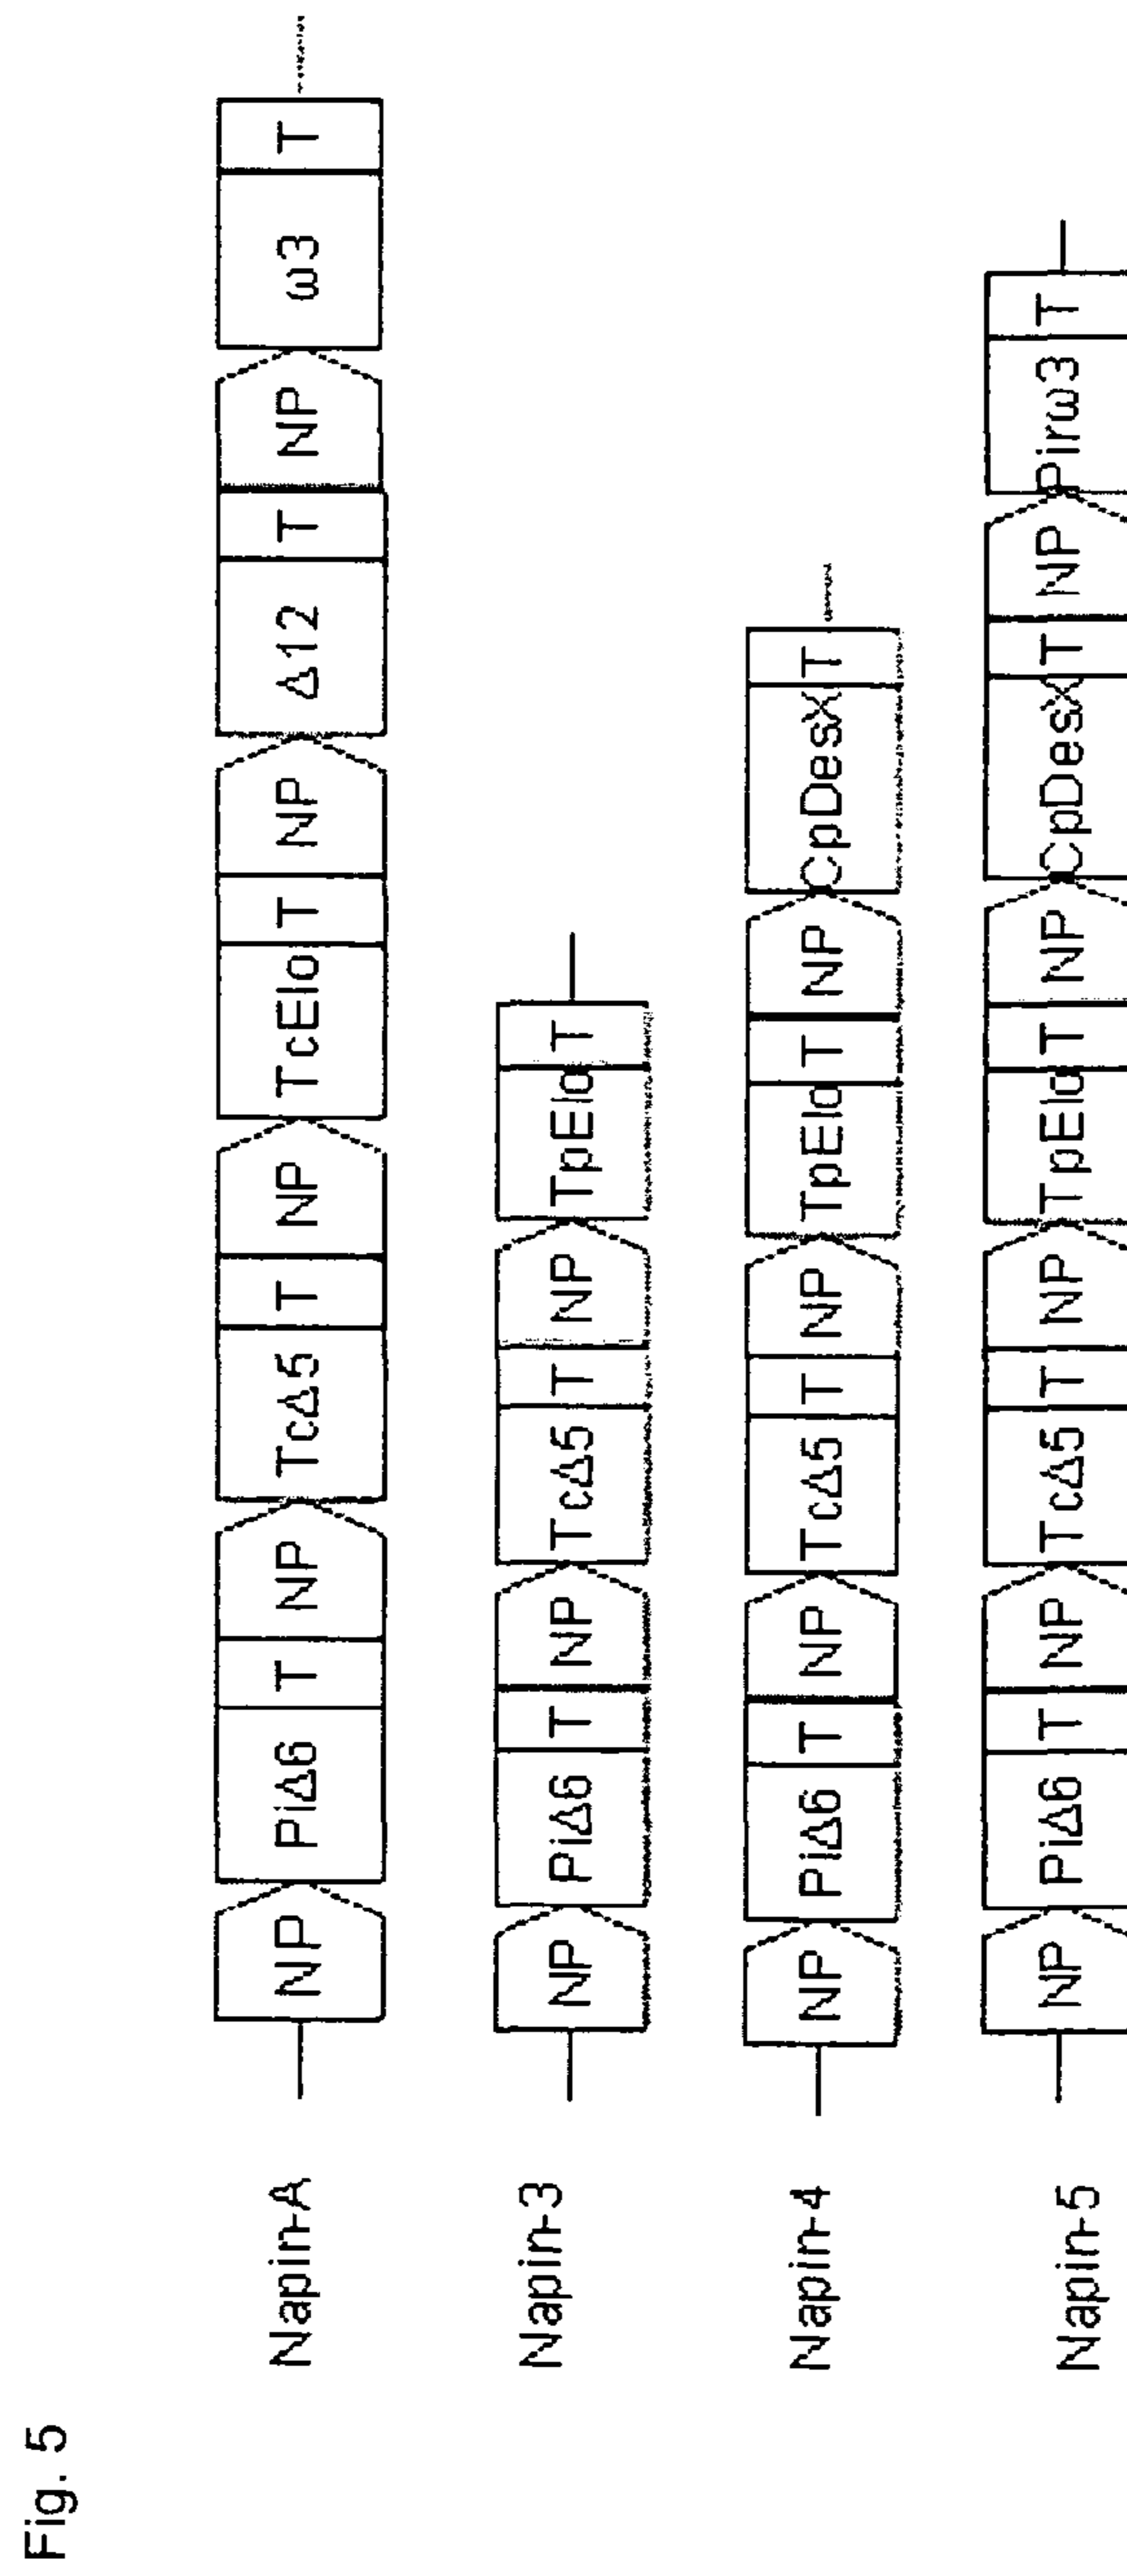 Fig. 5
Napin-A NP PiΔ6 T NP TcΔ5 T NP TcElo T NP Δ12 T NP ω3 T
Napin-3 NP PiΔ6 T NP TcΔ5 T NP TpElo T
Napin-4 NP PiΔ6 T NP TcΔ5 T NP TpElo T NP CpDesX T
Napin-5 NP PiΔ6 T NP TcΔ5 T NP TpElo T NP CpDesX T NP Pirω3 T